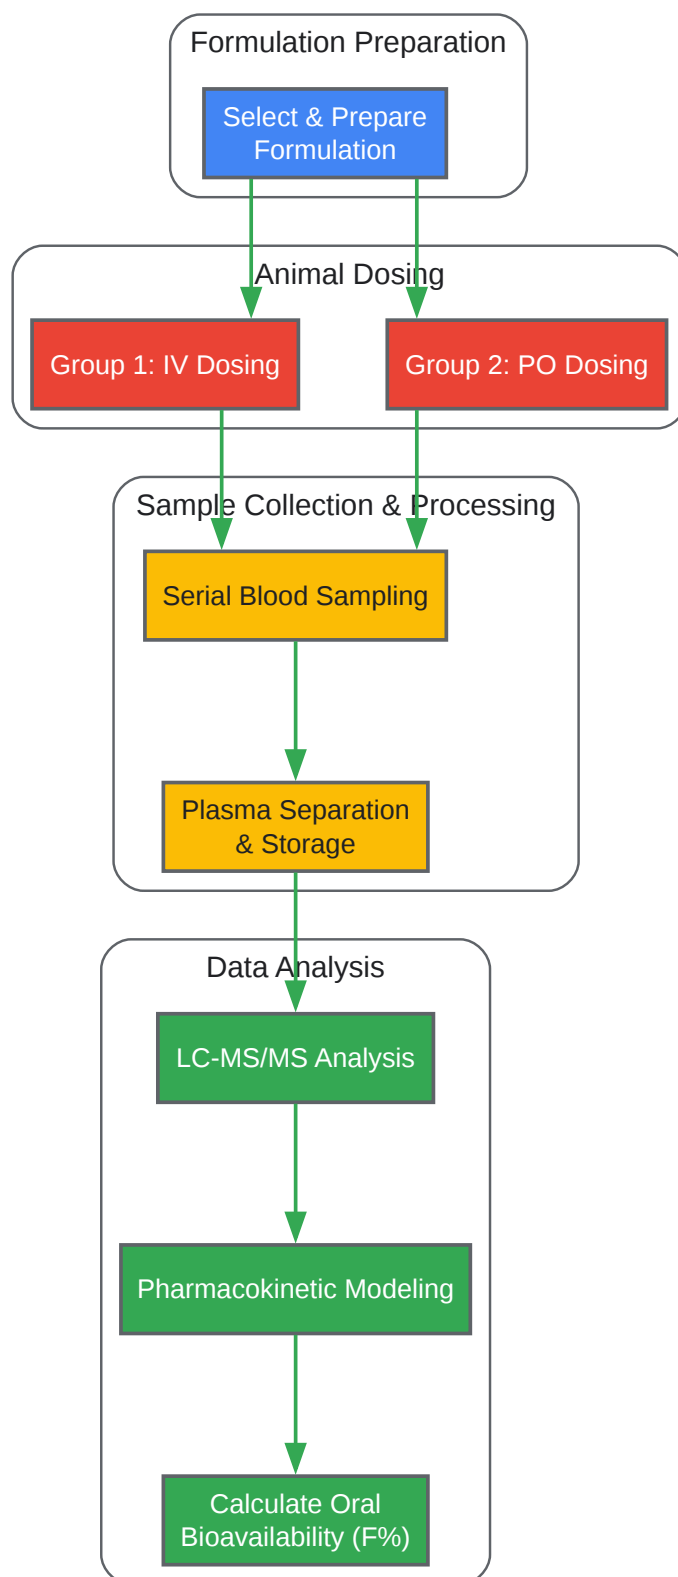 Formulation Preparation
Select & Prepare
Formulation
Animal Dosing
Group 1: IV Dosing
Group 2: PO Dosing
Sample Collection & Processing
Serial Blood Sampling
Plasma Separation
& Storage
Data Analysis
LC-MS/MS Analysis
Pharmacokinetic Modeling
Calculate Oral
Bioavailability (F%)